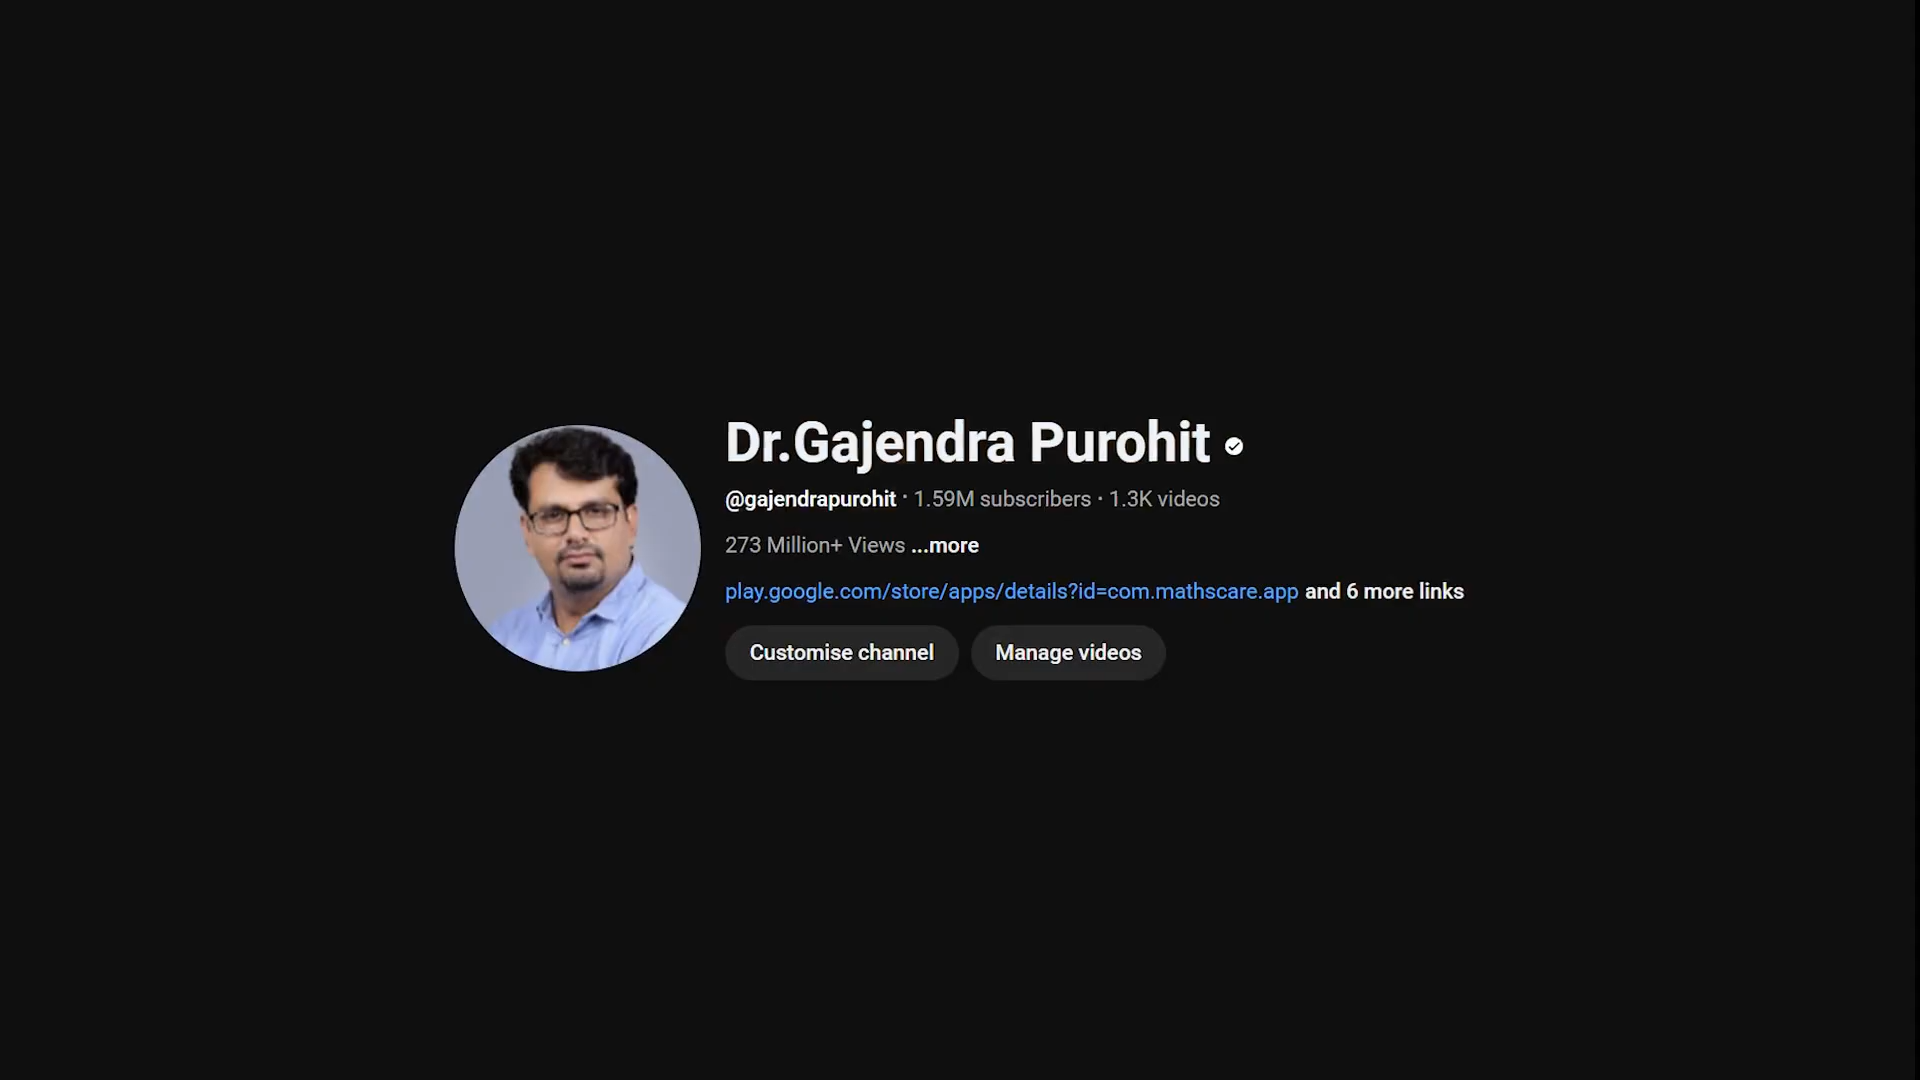 Dr.Gajendra Purohit
@gajendrapurohit · 1.59M subscribers · 1.3K videos
273 Million+ Views ...more
play.google.com/store/apps/details?id=com.mathscare.app and 6 more links
Customise channel Manage videos